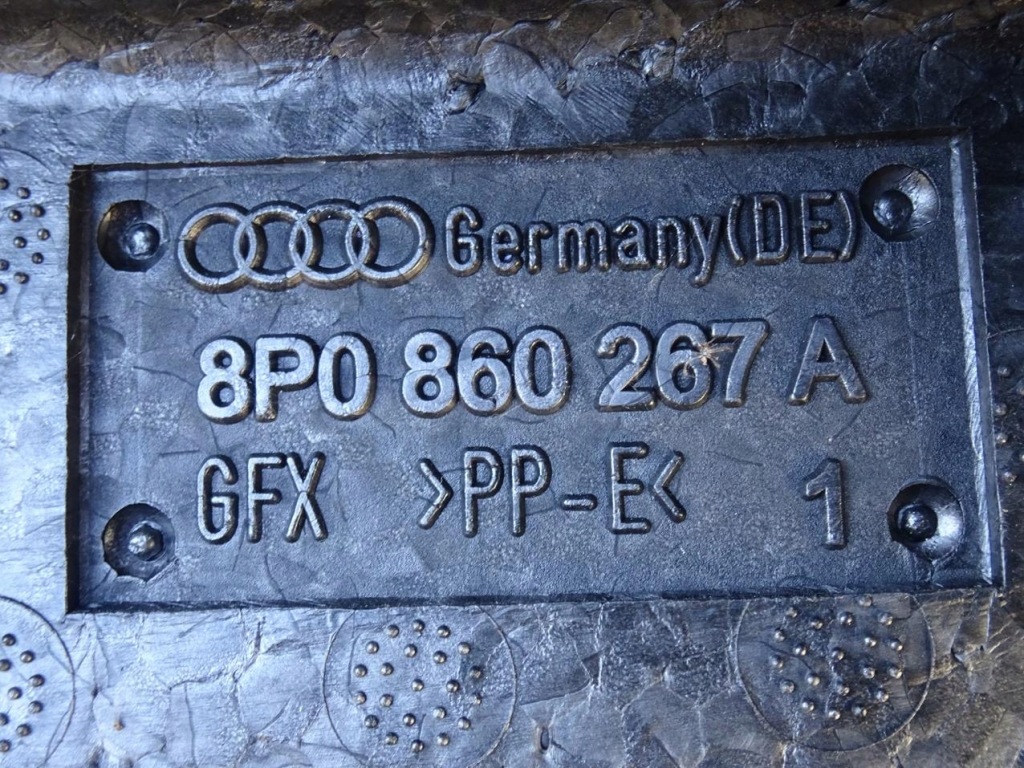 Germany(DE)
8P0 860 267 A
GFX >PP-E< 1